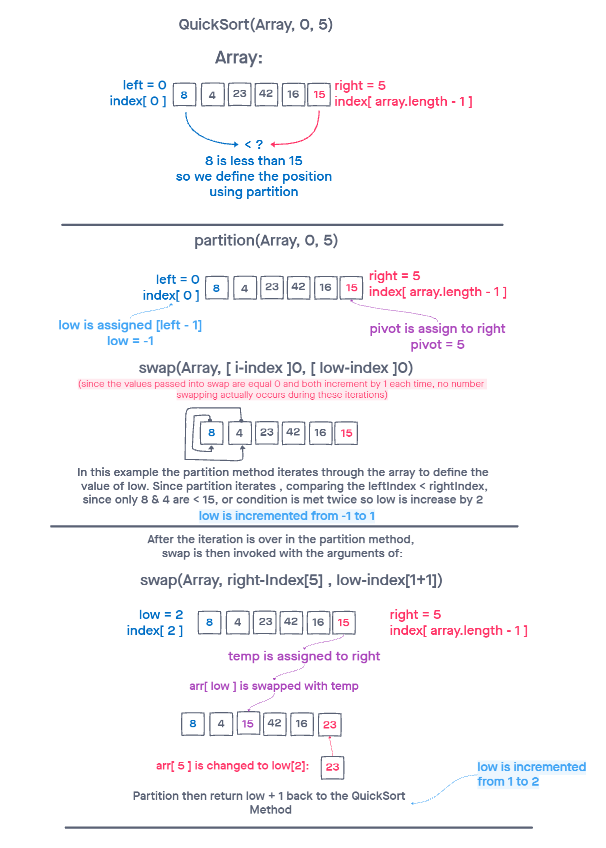 QuickSort(Array, 0, 5)
Array:
left = 0
index[ 0 ]
8 4 23 42 16 15
right = 5
index[ array.length - 1 ]
< ?
8 is less than 15
so we define the position
using partition
partition(Array, 0, 5)
left = 0
index[ 0 ]
8 4 23 42 16 15
right = 5
index[ array.length - 1 ]
low is assigned [left - 1]
low = -1
pivot is assign to right
pivot = 5
swap(Array, [ i-index ]0, [ low-index ]0)
(since the values passed into swap are equal 0 and both increment by 1 each time, no number
swapping actually occurs during those iterations)
8 4 23 42 16 15
In this example the partition method iterates through the array to define the
value of low. Since partition iterates , comparing the leftIndex < rightIndex,
since only 8 & 4 are < 15, or condition is met twice so low is increase by 2
low is incremented from -1 to 1
After the iteration is over in the partition method,
swap is then invoked with the arguments of:
swap(Array, right-Index[5] , low-index[1+1])
low = 2
index[ 2 ]
8 4 23 42 16 15
right = 5
index[ array.length - 1 ]
temp is assigned to right
arr[ low ] is swapped with temp
8 4 15 42 16 23
arr[ 5 ] is changed to low[2]:
23
low is incremented
from 1 to 2
Partition then return low + 1 back to the QuickSort
Method